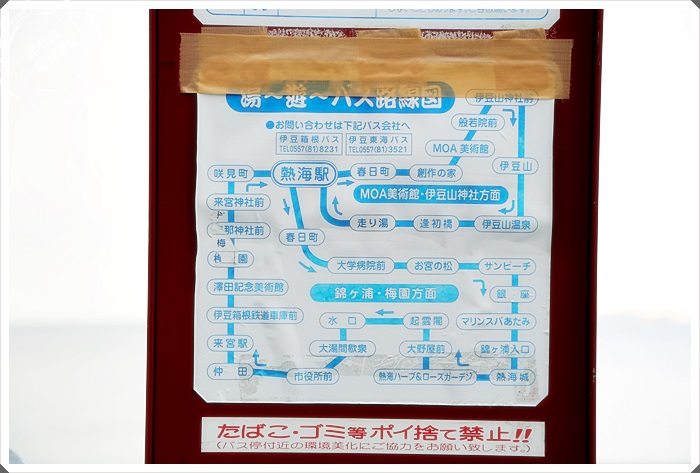 湯～遊～バス路線図
●お問い合わせは下記バス会社へ
伊豆箱根バス
TEL0557(81)8231
伊豆東海バス
TEL0557(81)3521
伊豆山神社前
般若院前
MOA美術館
伊豆山
咲見町
熱海駅
春日町
創作の家
MOA美術館・伊豆山神社方面
来宮神社前
走り湯
逢初橋
伊豆山温泉
那神社前
春日町
梅
園
大学病院前
お宮の松
サンビーチ
澤田記念美術館
錦ヶ浦・梅園方面
銀座
伊豆箱根鉄道車庫前
水口
起雲閣
マリンスパあたみ
来宮駅
大湯間歇泉
大野屋前
錦ヶ浦入口
仲田
市役所前
熱海ハーブ&ローズガーデン
熱海城
たばこ・ゴミ等ポイ捨て禁止!!
(バス停付近の環境美化にご協力をお願い致します。)